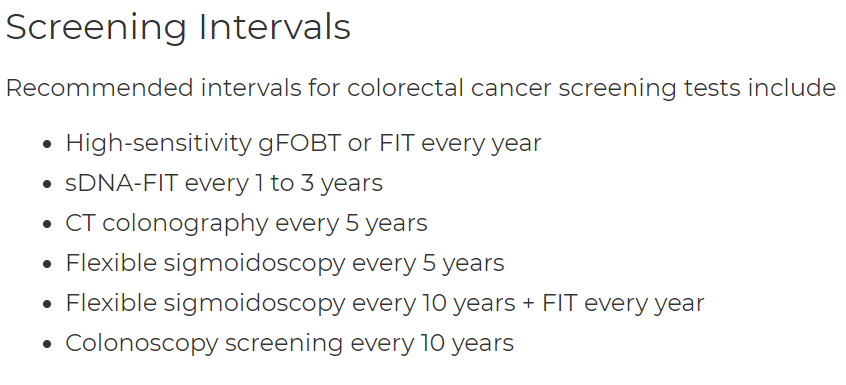 Screening Intervals
Recommended intervals for colorectal cancer screening tests include
• High-sensitivity gFOBT or FIT every year
• sDNA-FIT every 1 to 3 years
• CT colonography every 5 years
• Flexible sigmoidoscopy every 5 years
• Flexible sigmoidoscopy every 10 years + FIT every year
• Colonoscopy screening every 10 years